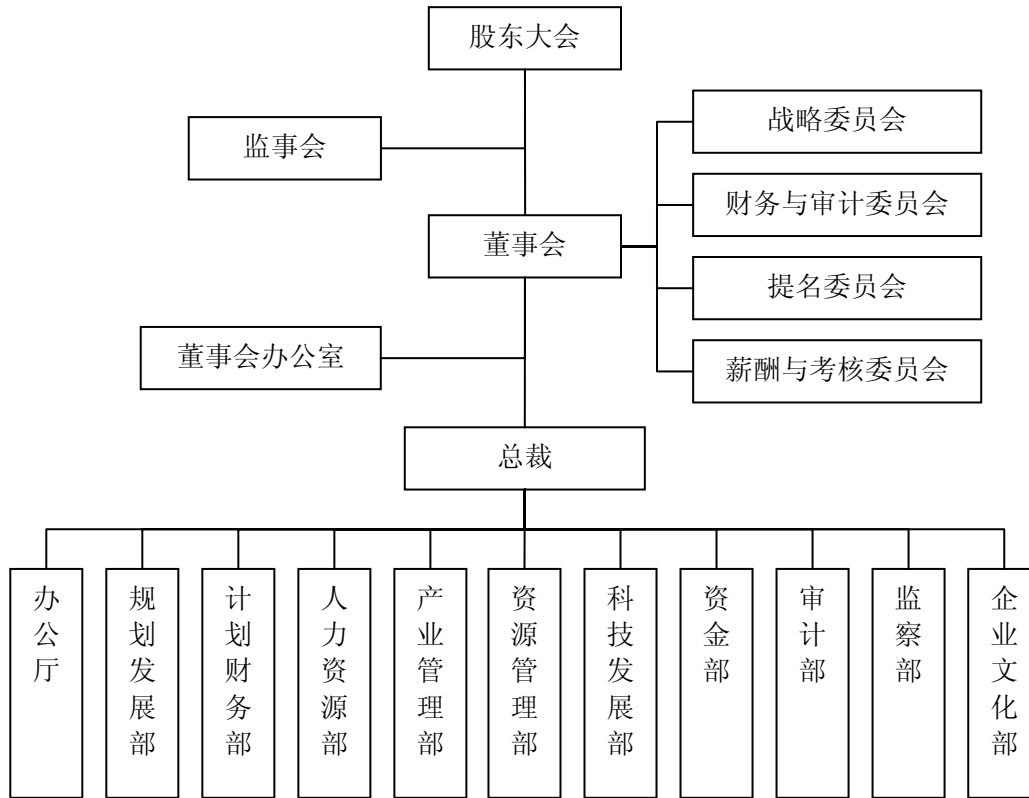 股东大会
监事会
战略委员会
财务与审计委员会
董事会
提名委员会
董事会办公室
薪酬与考核委员会
总裁
办公厅
规划发展部
计划财务部
人力资源部
产业管理部
资源管理部
科技发展部
资金部
审计部
监察部
企业文化部